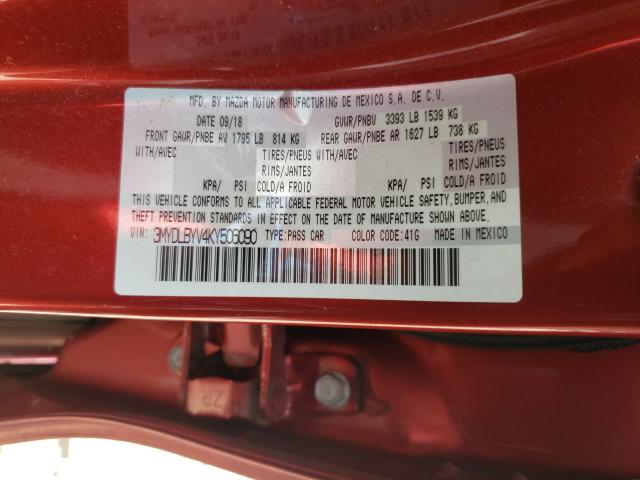 MFD. BY MAZDA MOTOR MANUFACTURING DE MEXICO S.A. DE C.V.
DATE 09/18 GVWR/PNBV 3393 LB 1539 KG
FRONT GAWR/PNBE AV 1795 LB 814 KG REAR GAWR/PNBE AR 1627 LB 738 KG
WITH/AVEC TIRES/PNEUS WITH/AVEC TIRES/PNEUS
RIMS/JANTES RIMS/JANTES
KPA/ PSI COLD/A FROID KPA/ PSI COLD/A FROID
THIS VEHICLE CONFORMS TO ALL APPLICABLE FEDERAL MOTOR VEHICLE SAFETY, BUMPER, AND
THEFT PREVENTION STANDARDS IN EFFECT ON THE DATE OF MANUFACTURE SHOWN ABOVE.
VIN: 3MYDLBYV4KY506090 TYPE: PASS CAR COLOR CODE: 41G MADE IN MEXICO